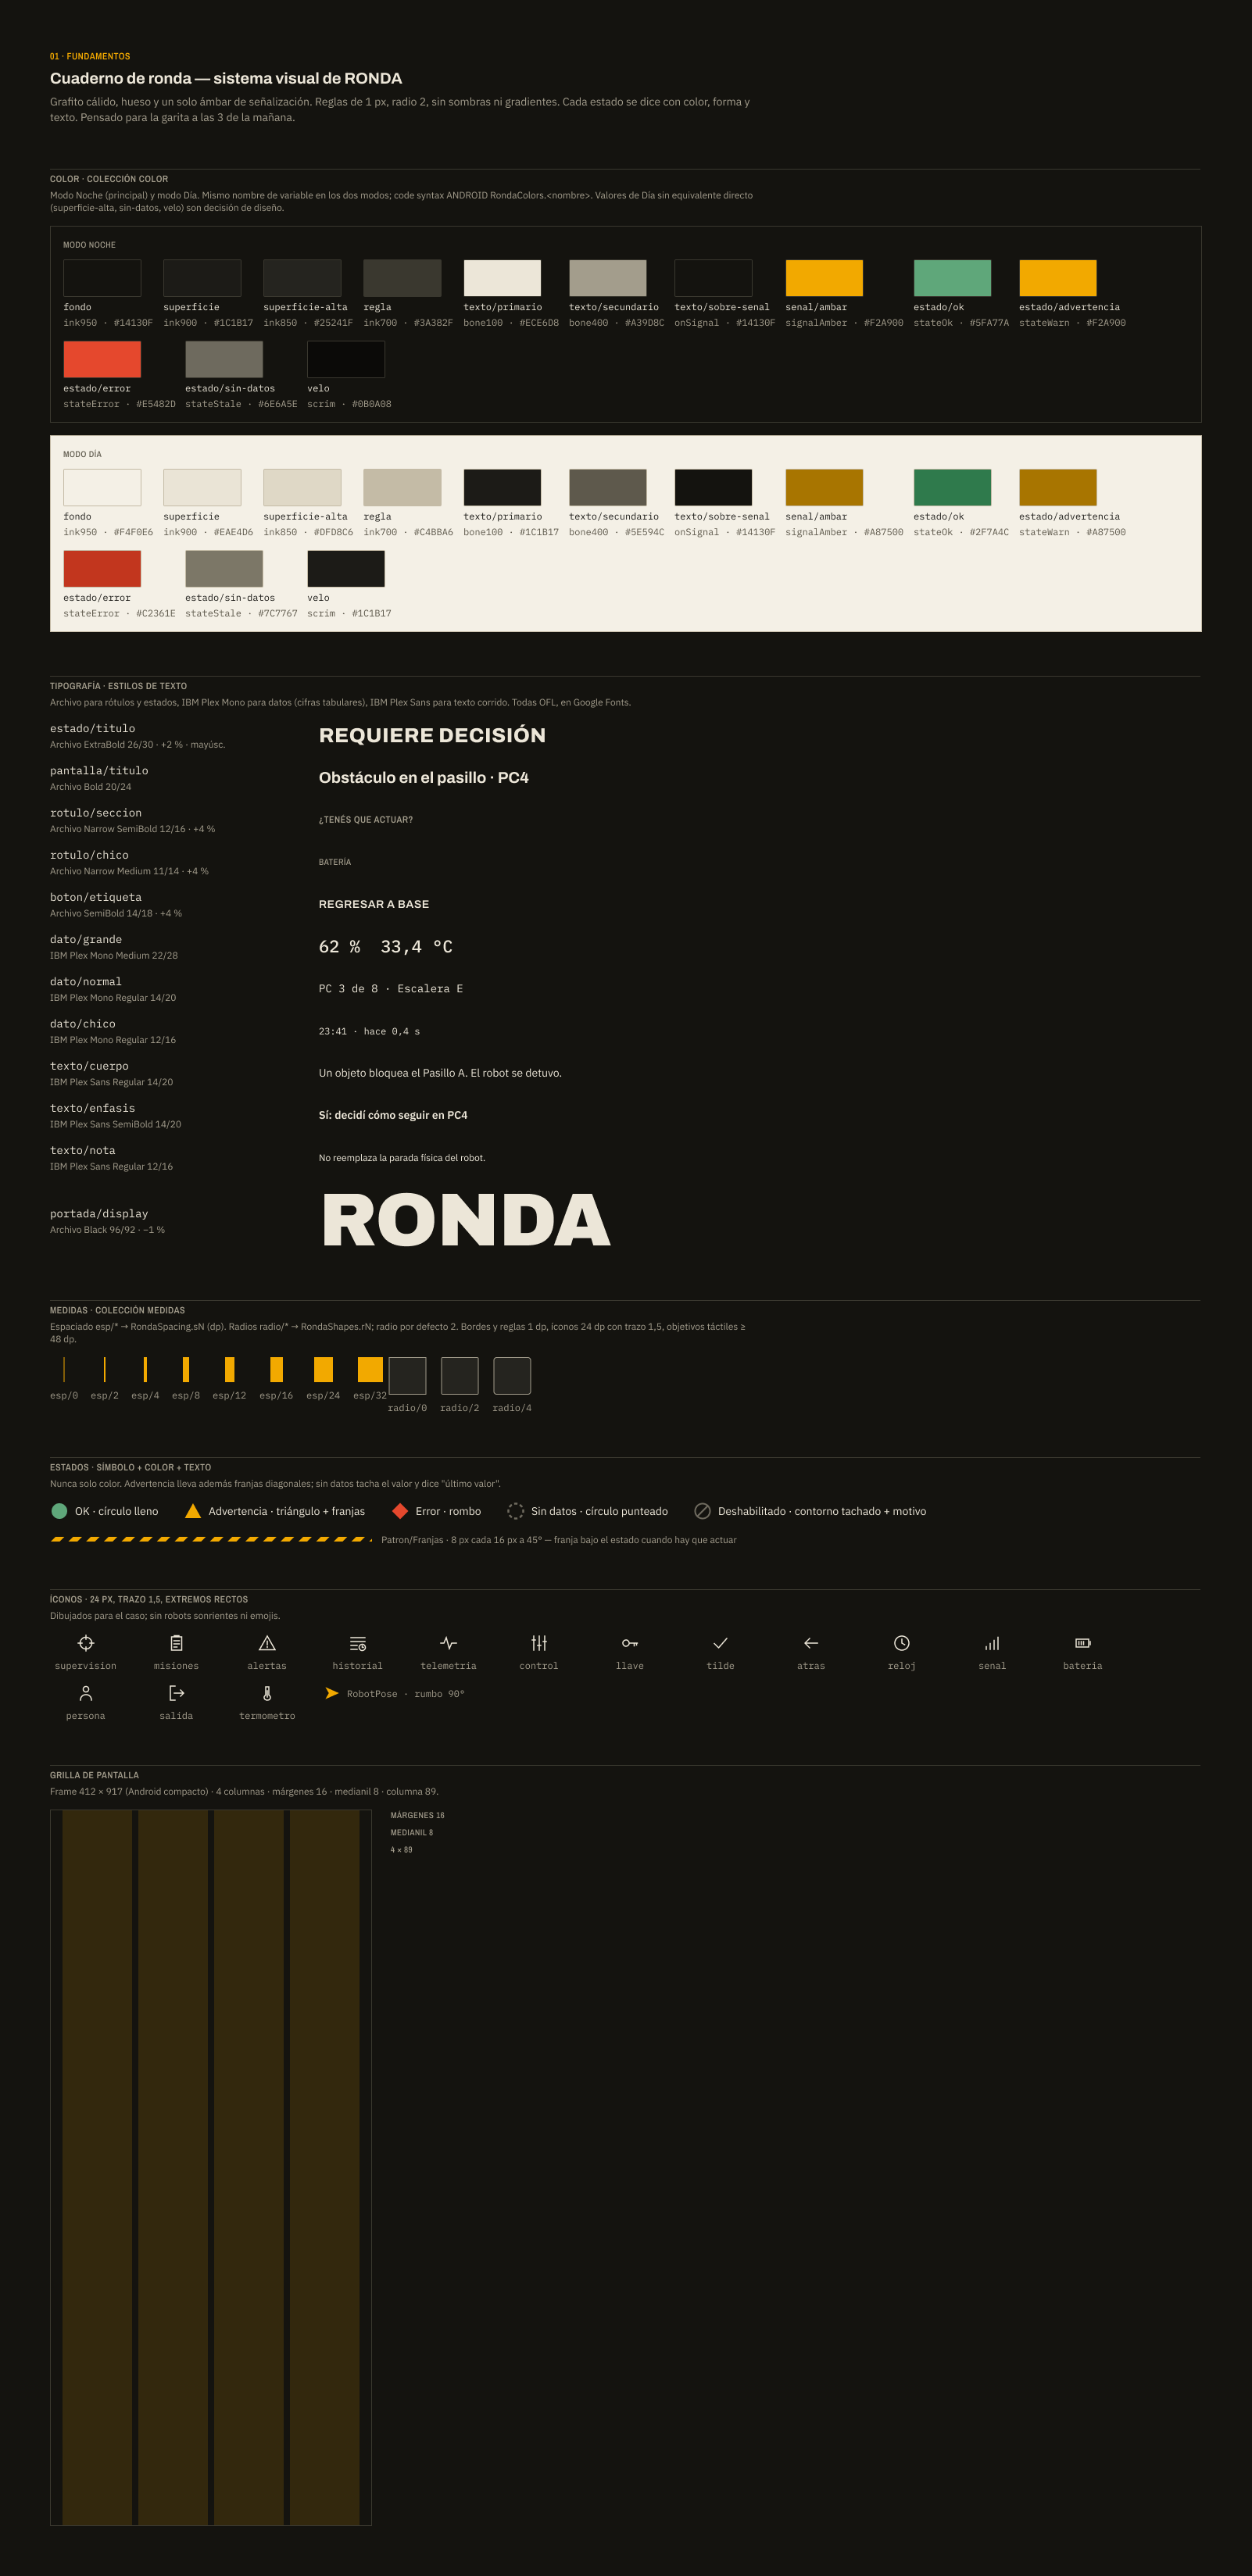 01 · FUNDAMENTOS
Cuaderno de ronda — sistema visual de RONDA
Grafito cálido, hueso y un solo ámbar de señalización. Reglas de 1 px, radio 2, sin sombras ni gradientes. Cada estado se dice con color, forma y
texto. Pensado para la garita a las 3 de la mañana.
COLOR · COLECCIÓN COLOR
Modo Noche (principal) y modo Día. Mismo nombre de variable en los dos modos; code syntax ANDROID RondaColors.<nombre>. Valores de Día sin equivalente directo
(superficie-alta, sin-datos, velo) son decisión de diseño.
MODO NOCHE
fondo superficie superficie-alta regla texto/primario texto/secundario texto/sobre-senal senal/ambar estado/ok estado/advertencia
ink950 · #14130F ink900 · #1C1B17 ink850 · #25241F ink700 · #3A382F bone100 · #ECE6D8 bone400 · #A39D8C onSignal · #14130F signalAmber · #F2A900 stateOk · #5FA77A stateWarn · #F2A900
estado/error estado/sin-datos velo
stateError · #E5482D stateStale · #6E6A5E scrim · #0B0A08
MODO DÍA
fondo superficie superficie-alta regla texto/primario texto/secundario texto/sobre-senal senal/ambar estado/ok estado/advertencia
ink950 · #F4F0E6 ink900 · #EAE4D6 ink850 · #DFD8C6 ink700 · #C4BBA6 bone100 · #1C1B17 bone400 · #5E594C onSignal · #14130F signalAmber · #A87500 stateOk · #2F7A4C stateWarn · #A87500
estado/error estado/sin-datos velo
stateError · #C2361E stateStale · #7C7767 scrim · #1C1B17
TIPOGRAFÍA · ESTILOS DE TEXTO
Archivo para rótulos y estados, IBM Plex Mono para datos (cifras tabulares), IBM Plex Sans para texto corrido. Todas OFL, en Google Fonts.
estado/titulo
Archivo ExtraBold 26/30 · +2 % · mayúsc.
REQUIERE DECISIÓN
pantalla/titulo
Archivo Bold 20/24
Obstáculo en el pasillo · PC4
rotulo/seccion
Archivo Narrow SemiBold 12/16 · +4 %
¿TENÉS QUE ACTUAR?
rotulo/chico
Archivo Narrow Medium 11/14 · +4 %
BATERÍA
boton/etiqueta
Archivo SemiBold 14/18 · +4 %
REGRESAR A BASE
dato/grande
IBM Plex Mono Medium 22/28
62 % 33,4 °C
dato/normal
IBM Plex Mono Regular 14/20
PC 3 de 8 · Escalera E
dato/chico
IBM Plex Mono Regular 12/16
23:41 · hace 0,4 s
texto/cuerpo
IBM Plex Sans Regular 14/20
Un objeto bloquea el Pasillo A. El robot se detuvo.
texto/enfasis
IBM Plex Sans SemiBold 14/20
Sí: decidí cómo seguir en PC4
texto/nota
IBM Plex Sans Regular 12/16
No reemplaza la parada física del robot.
portada/display
Archivo Black 96/92 · −1 %
RONDA
MEDIDAS · COLECCIÓN MEDIDAS
Espaciado esp/* → RondaSpacing.sN (dp). Radios radio/* → RondaShapes.rN; radio por defecto 2. Bordes y reglas 1 dp, íconos 24 dp con trazo 1,5, objetivos táctiles ≥
48 dp.
esp/0 esp/2 esp/4 esp/8 esp/12 esp/16 esp/24 esp/32
radio/0 radio/2 radio/4
ESTADOS · SÍMBOLO + COLOR + TEXTO
Nunca solo color. Advertencia lleva además franjas diagonales; sin datos tacha el valor y dice "último valor".
OK · círculo lleno Advertencia · triángulo + franjas Error · rombo Sin datos · círculo punteado Deshabilitado · contorno tachado + motivo
Patron/Franjas · 8 px cada 16 px a 45° — franja bajo el estado cuando hay que actuar
ÍCONOS · 24 PX, TRAZO 1,5, EXTREMOS RECTOS
Dibujados para el caso; sin robots sonrientes ni emojis.
supervision misiones alertas historial telemetria control llave tilde atras reloj senal bateria
persona salida termometro RobotPose · rumbo 90°
GRILLA DE PANTALLA
Frame 412 × 917 (Android compacto) · 4 columnas · márgenes 16 · medianil 8 · columna 89.
MÁRGENES 16
MEDIANIL 8
4 × 89